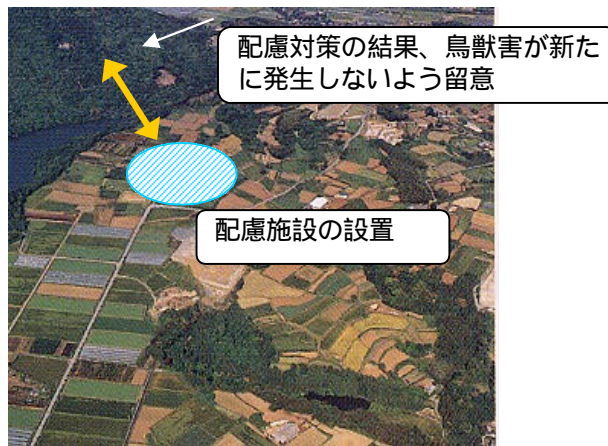 配慮対策の結果、鳥獣害が新た
に発生しないよう留意
配慮施設の設置